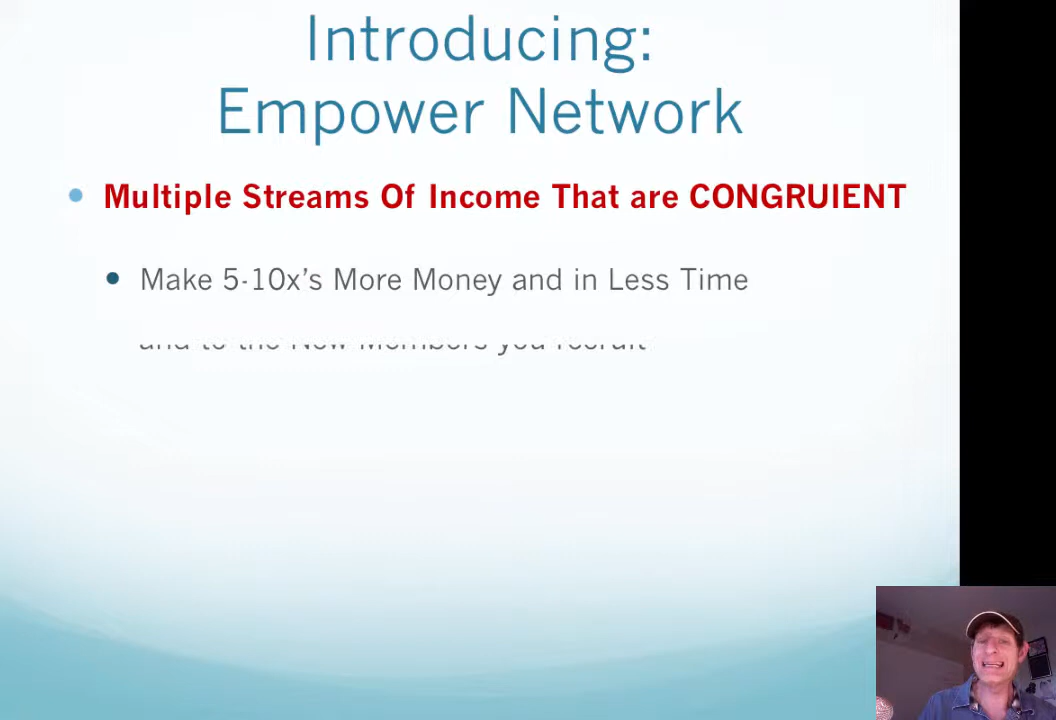 Introducing:
Empower Network
Multiple Streams Of Income That are CONGRUIENT
Make 5-10x's More Money and in Less Time
and to the New Members you recruit